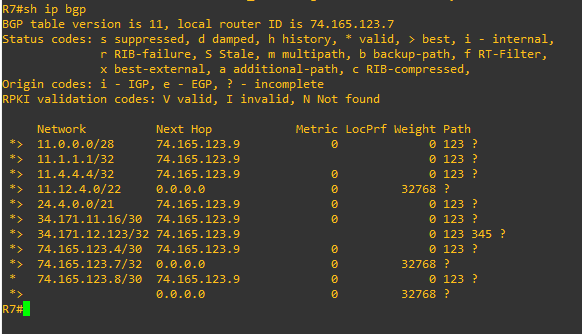 R7#sh ip bgp
BGP table version is 11, local router ID is 74.165.123.7
Status codes: s suppressed, d damped, h history, * valid, > best, i - internal,
              r RIB-failure, S Stale, m multipath, b backup-path, f RT-Filter,
              x best-external, a additional-path, c RIB-compressed,
Origin codes: i - IGP, e - EGP, ? - incomplete
RPKI validation codes: V valid, I invalid, N Not found

     Network          Next Hop            Metric LocPrf Weight Path
 *>  11.0.0.0/28      74.165.123.9             0             0 123 ?
 *>  11.1.1.1/32      74.165.123.9                           0 123 ?
 *>  11.4.4.4/32      74.165.123.9             0             0 123 ?
 *>  11.12.4.0/22     0.0.0.0                  0         32768 ?
 *>  24.4.0.0/21      74.165.123.9             0             0 123 ?
 *>  34.171.11.16/30  74.165.123.9             0             0 123 ?
 *>  34.171.12.123/32 74.165.123.9                           0 123 345 ?
 *>  74.165.123.4/30  74.165.123.9             0             0 123 ?
 *>  74.165.123.7/32  0.0.0.0                  0         32768 ?
 *   74.165.123.8/30  74.165.123.9             0             0 123 ?
 *>                   0.0.0.0                  0         32768 ?
R7#